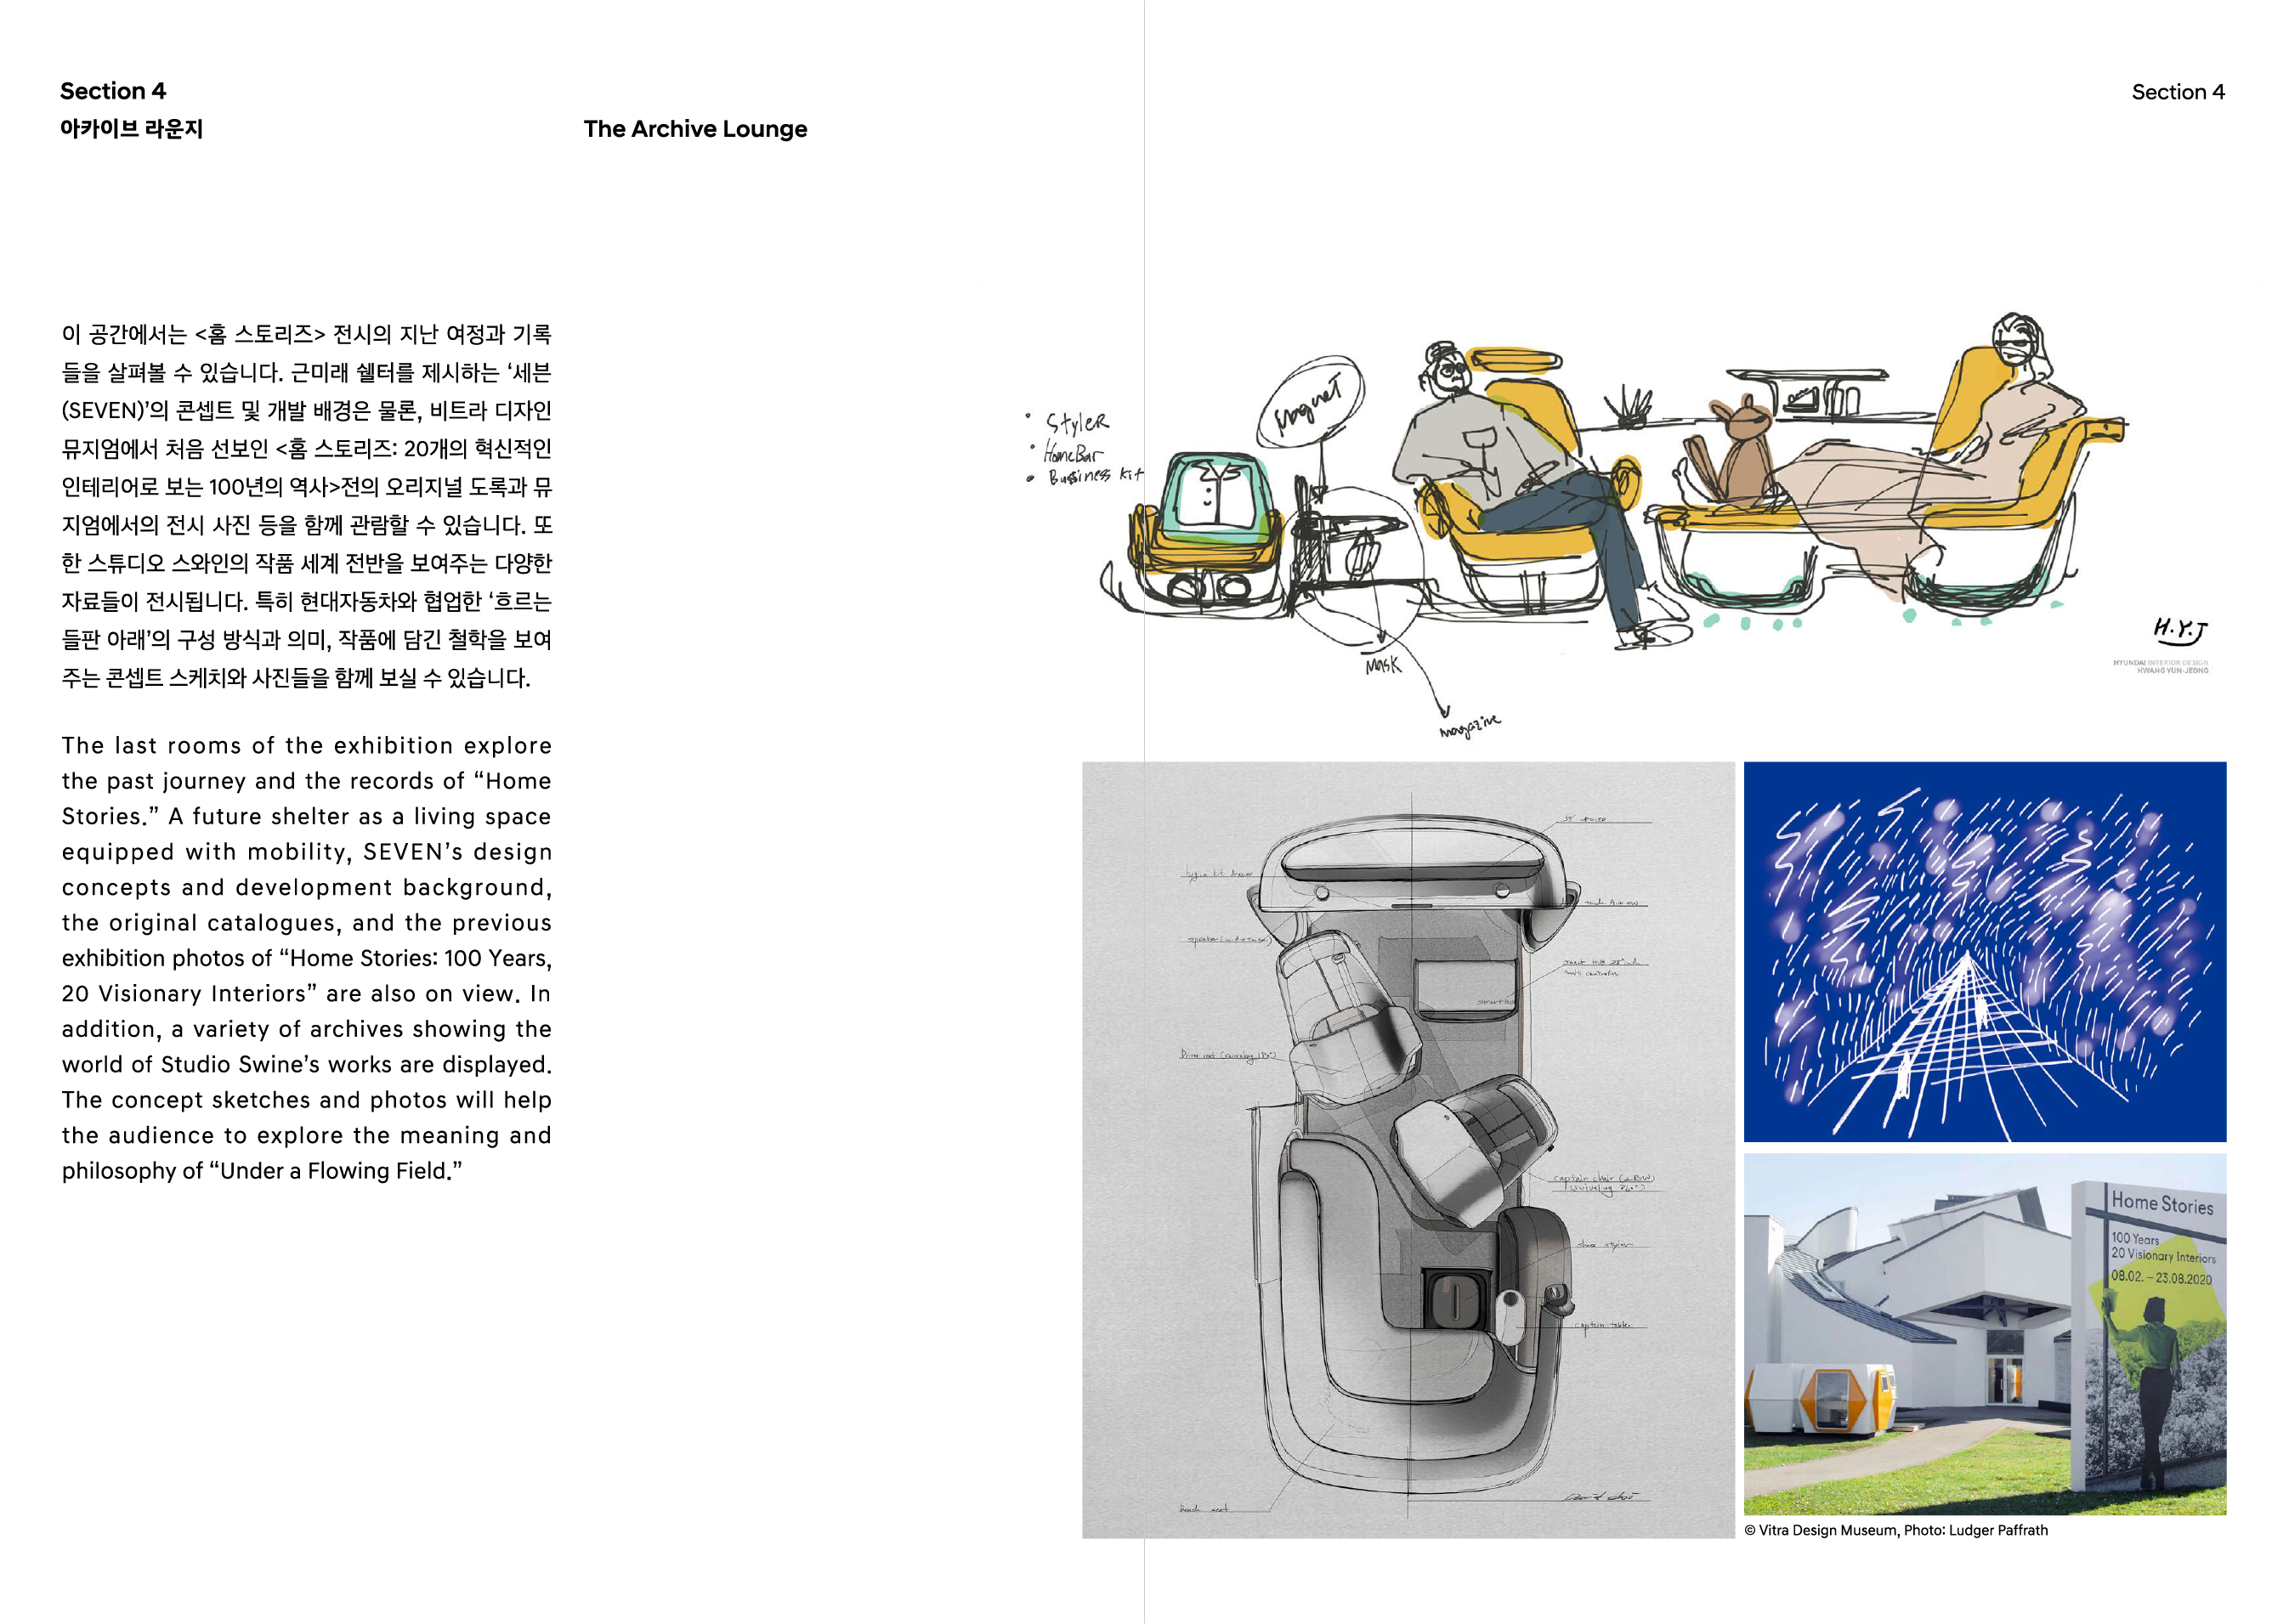 Section 4
아카이브 라운지
The Archive Lounge
Section 4
이 공간에서는 <홈 스토리즈> 전시의 지난 여정과 기록
들을 살펴볼 수 있습니다. 근미래 쉘터를 제시하는 ‘세븐
(SEVEN)’의 콘셉트 및 개발 배경은 물론, 비트라 디자인
뮤지엄에서 처음 선보인 <홈 스토리즈: 20개의 혁신적인
인테리어로 보는 100년의 역사>전의 오리지널 도록과 뮤
지엄에서의 전시 사진 등을 함께 관람할 수 있습니다. 또
한 스튜디오 스와인의 작품 세계 전반을 보여주는 다양한
자료들이 전시됩니다. 특히 현대자동차와 협업한 ‘흐르는
들판 아래’의 구성 방식과 의미, 작품에 담긴 철학을 보여
주는 콘셉트 스케치와 사진들을 함께 보실 수 있습니다.
The last rooms of the exhibition explore
the past journey and the records of “Home
Stories.” A future shelter as a living space
equipped with mobility, SEVEN’s design
concepts and development background,
the original catalogues, and the previous
exhibition photos of “Home Stories: 100 Years,
20 Visionary Interiors” are also on view. In
addition, a variety of archives showing the
world of Studio Swine’s works are displayed.
The concept sketches and photos will help
the audience to explore the meaning and
philosophy of “Under a Flowing Field.”
• StyleR
• HomeBar
• Bussiness Kit
Magnet
Mask
Magazine
H.Y.J
HYUNDAI INTERIOR DESIGN
HWANG YUN-JEONG
hygine kit drawer
smart hub
captain chair (2 ROW)
(swiveling
shoes styler
captain table
bench seat
Home Stories
100 Years
20 Visionary Interiors
08.02. – 23.08.2020
© Vitra Design Museum, Photo: Ludger Paffrath